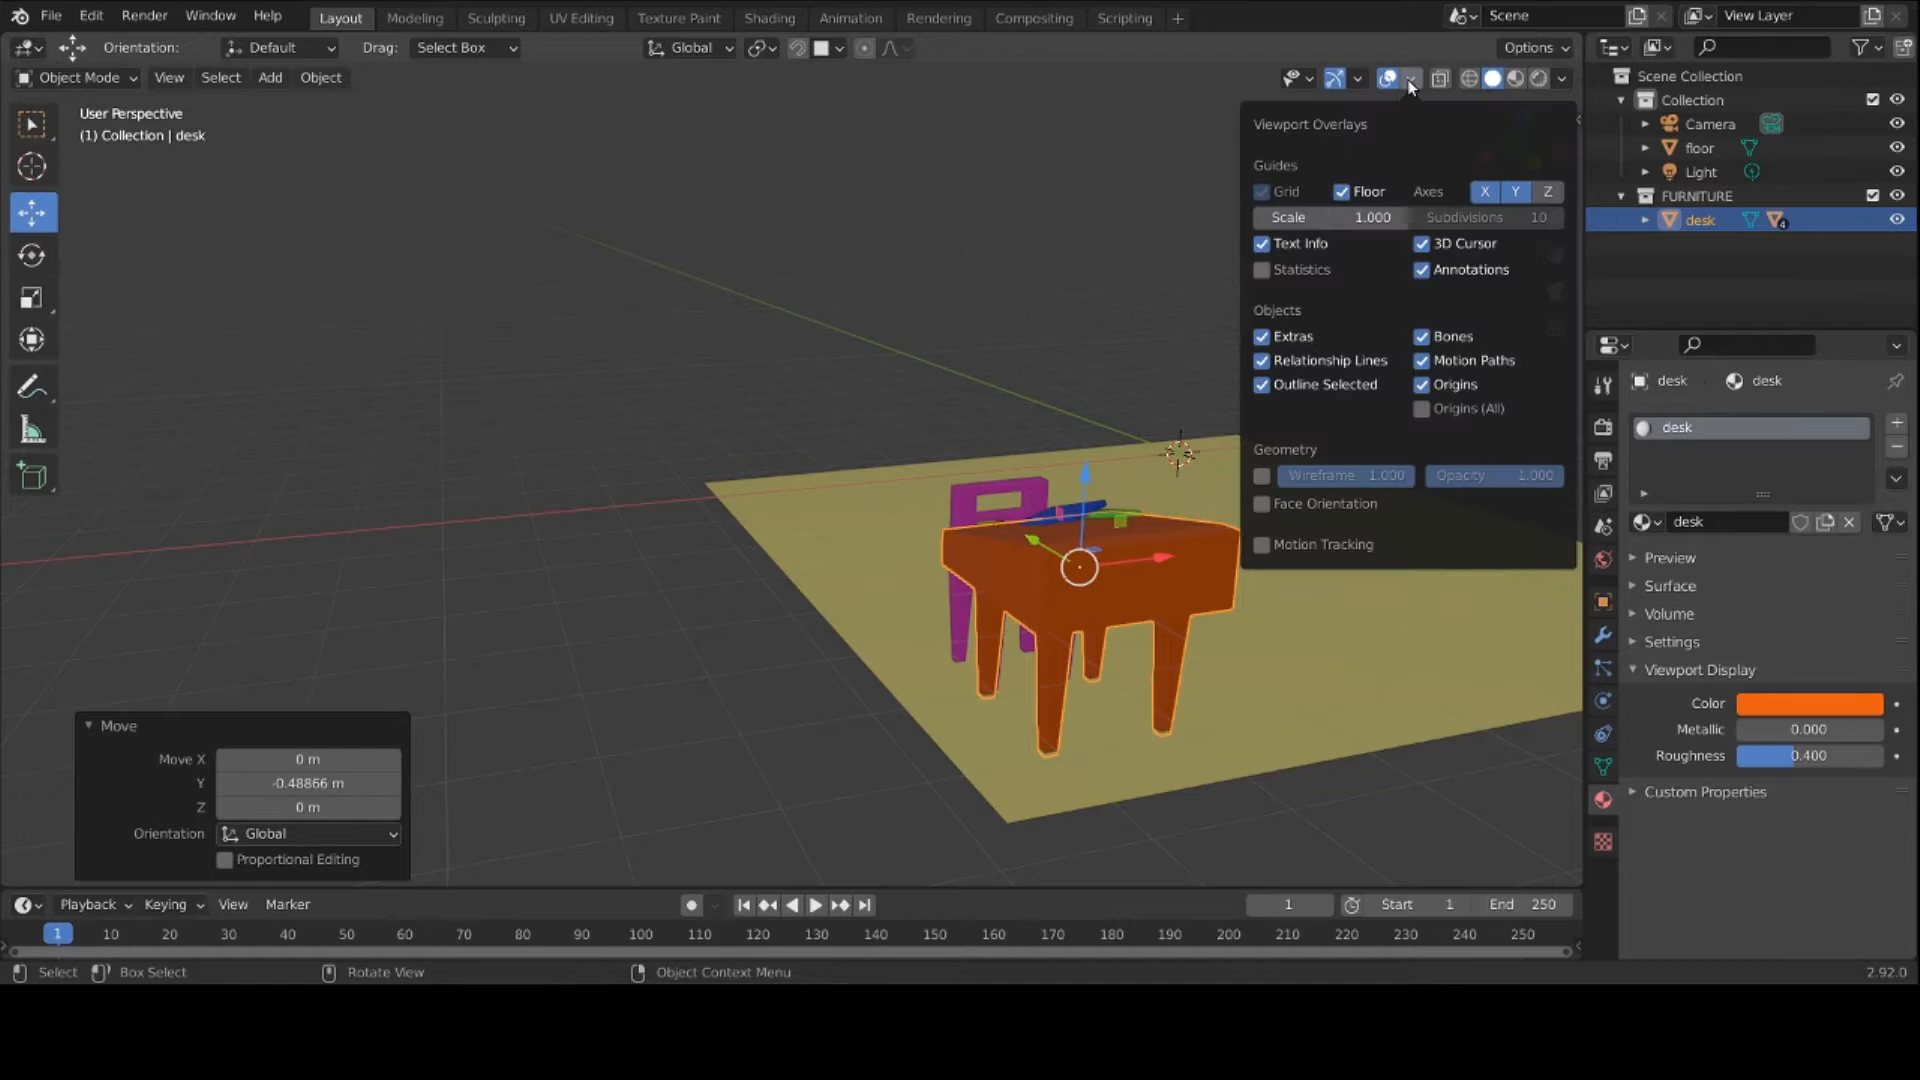 File Edit Render Window Help Layout Modeling Sculpting UV Editing Texture Paint Shading Animation Rendering Compositing Scripting + Scene View Layer
Orientation: Default Drag: Select Box Global Options
Object Mode View Select Add Object
User Perspective
(1) Collection | desk
Viewport Overlays
Guides
Grid Floor Axes X Y Z
Scale 1.000 Subdivisions 10
Text Info 3D Cursor
Statistics Annotations
Objects
Extras Bones
Relationship Lines Motion Paths
Outline Selected Origins
Origins (All)
Geometry
Wireframe 1.000 Opacity 1.000
Face Orientation
Motion Tracking
Scene Collection
Collection
Camera
floor
Light
FURNITURE
desk 4
desk desk
desk
desk
Preview
Surface
Volume
Settings
Viewport Display
Color
Metallic 0.000
Roughness 0.400
Custom Properties
Move
Move X 0 m
Y -0.48866 m
Z 0 m
Orientation Global
Proportional Editing
Playback Keying View Marker 1 Start 1 End 250
1 10 20 30 40 50 60 70 80 90 100 110 120 130 140 150 160 170 180 190 200 210 220 230 240 250
Select Box Select Rotate View Object Context Menu 2.92.0